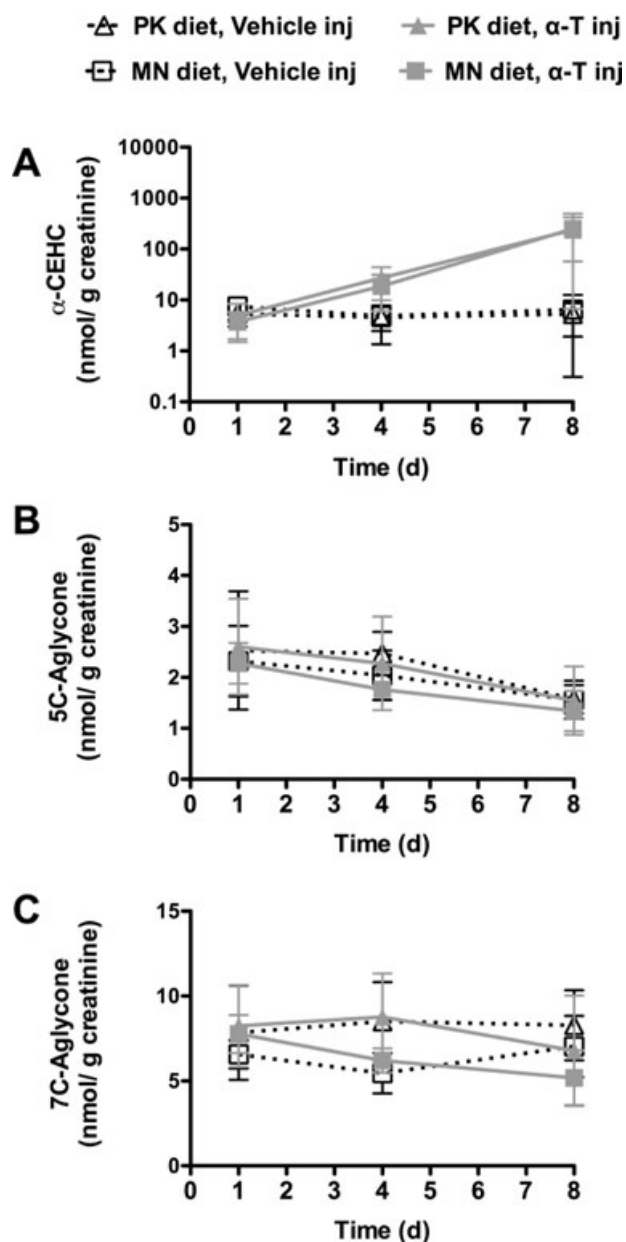 PK diet, Vehicle inj PK diet, α-T inj
MN diet, Vehicle inj MN diet, α-T inj
A
α-CEHC
(nmol/ g creatinine)
10000
1000
100
10
1
0.1
0 1 2 3 4 5 6 7 8
Time (d)
B
5C-Aglycone
(nmol/ g creatinine)
5
4
3
2
1
0
0 1 2 3 4 5 6 7 8
Time (d)
C
7C-Aglycone
(nmol/ g creatinine)
15
10
5
0
0 1 2 3 4 5 6 7 8
Time (d)